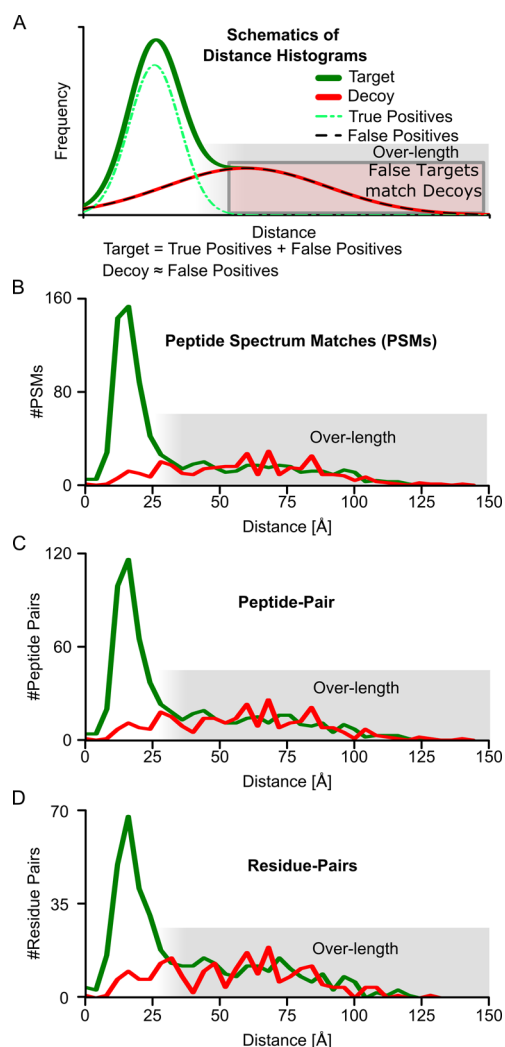 A
Schematics of
Distance Histograms
Target
Decoy
True Positives
False Positives
Over-length
False Targets
match Decoys
Frequency
Distance
Target = True Positives + False Positives
Decoy ≈ False Positives
B
160
80
0
#PSMs
Peptide Spectrum Matches (PSMs)
Over-length
0 25 50 75 100 125 150
Distance [Å]
C
120
60
0
#Peptide Pairs
Peptide-Pair
Over-length
0 25 50 75 100 125 150
Distance [Å]
D
70
35
0
#Residue Pairs
Residue-Pairs
Over-length
0 25 50 75 100 125 150
Distance [Å]